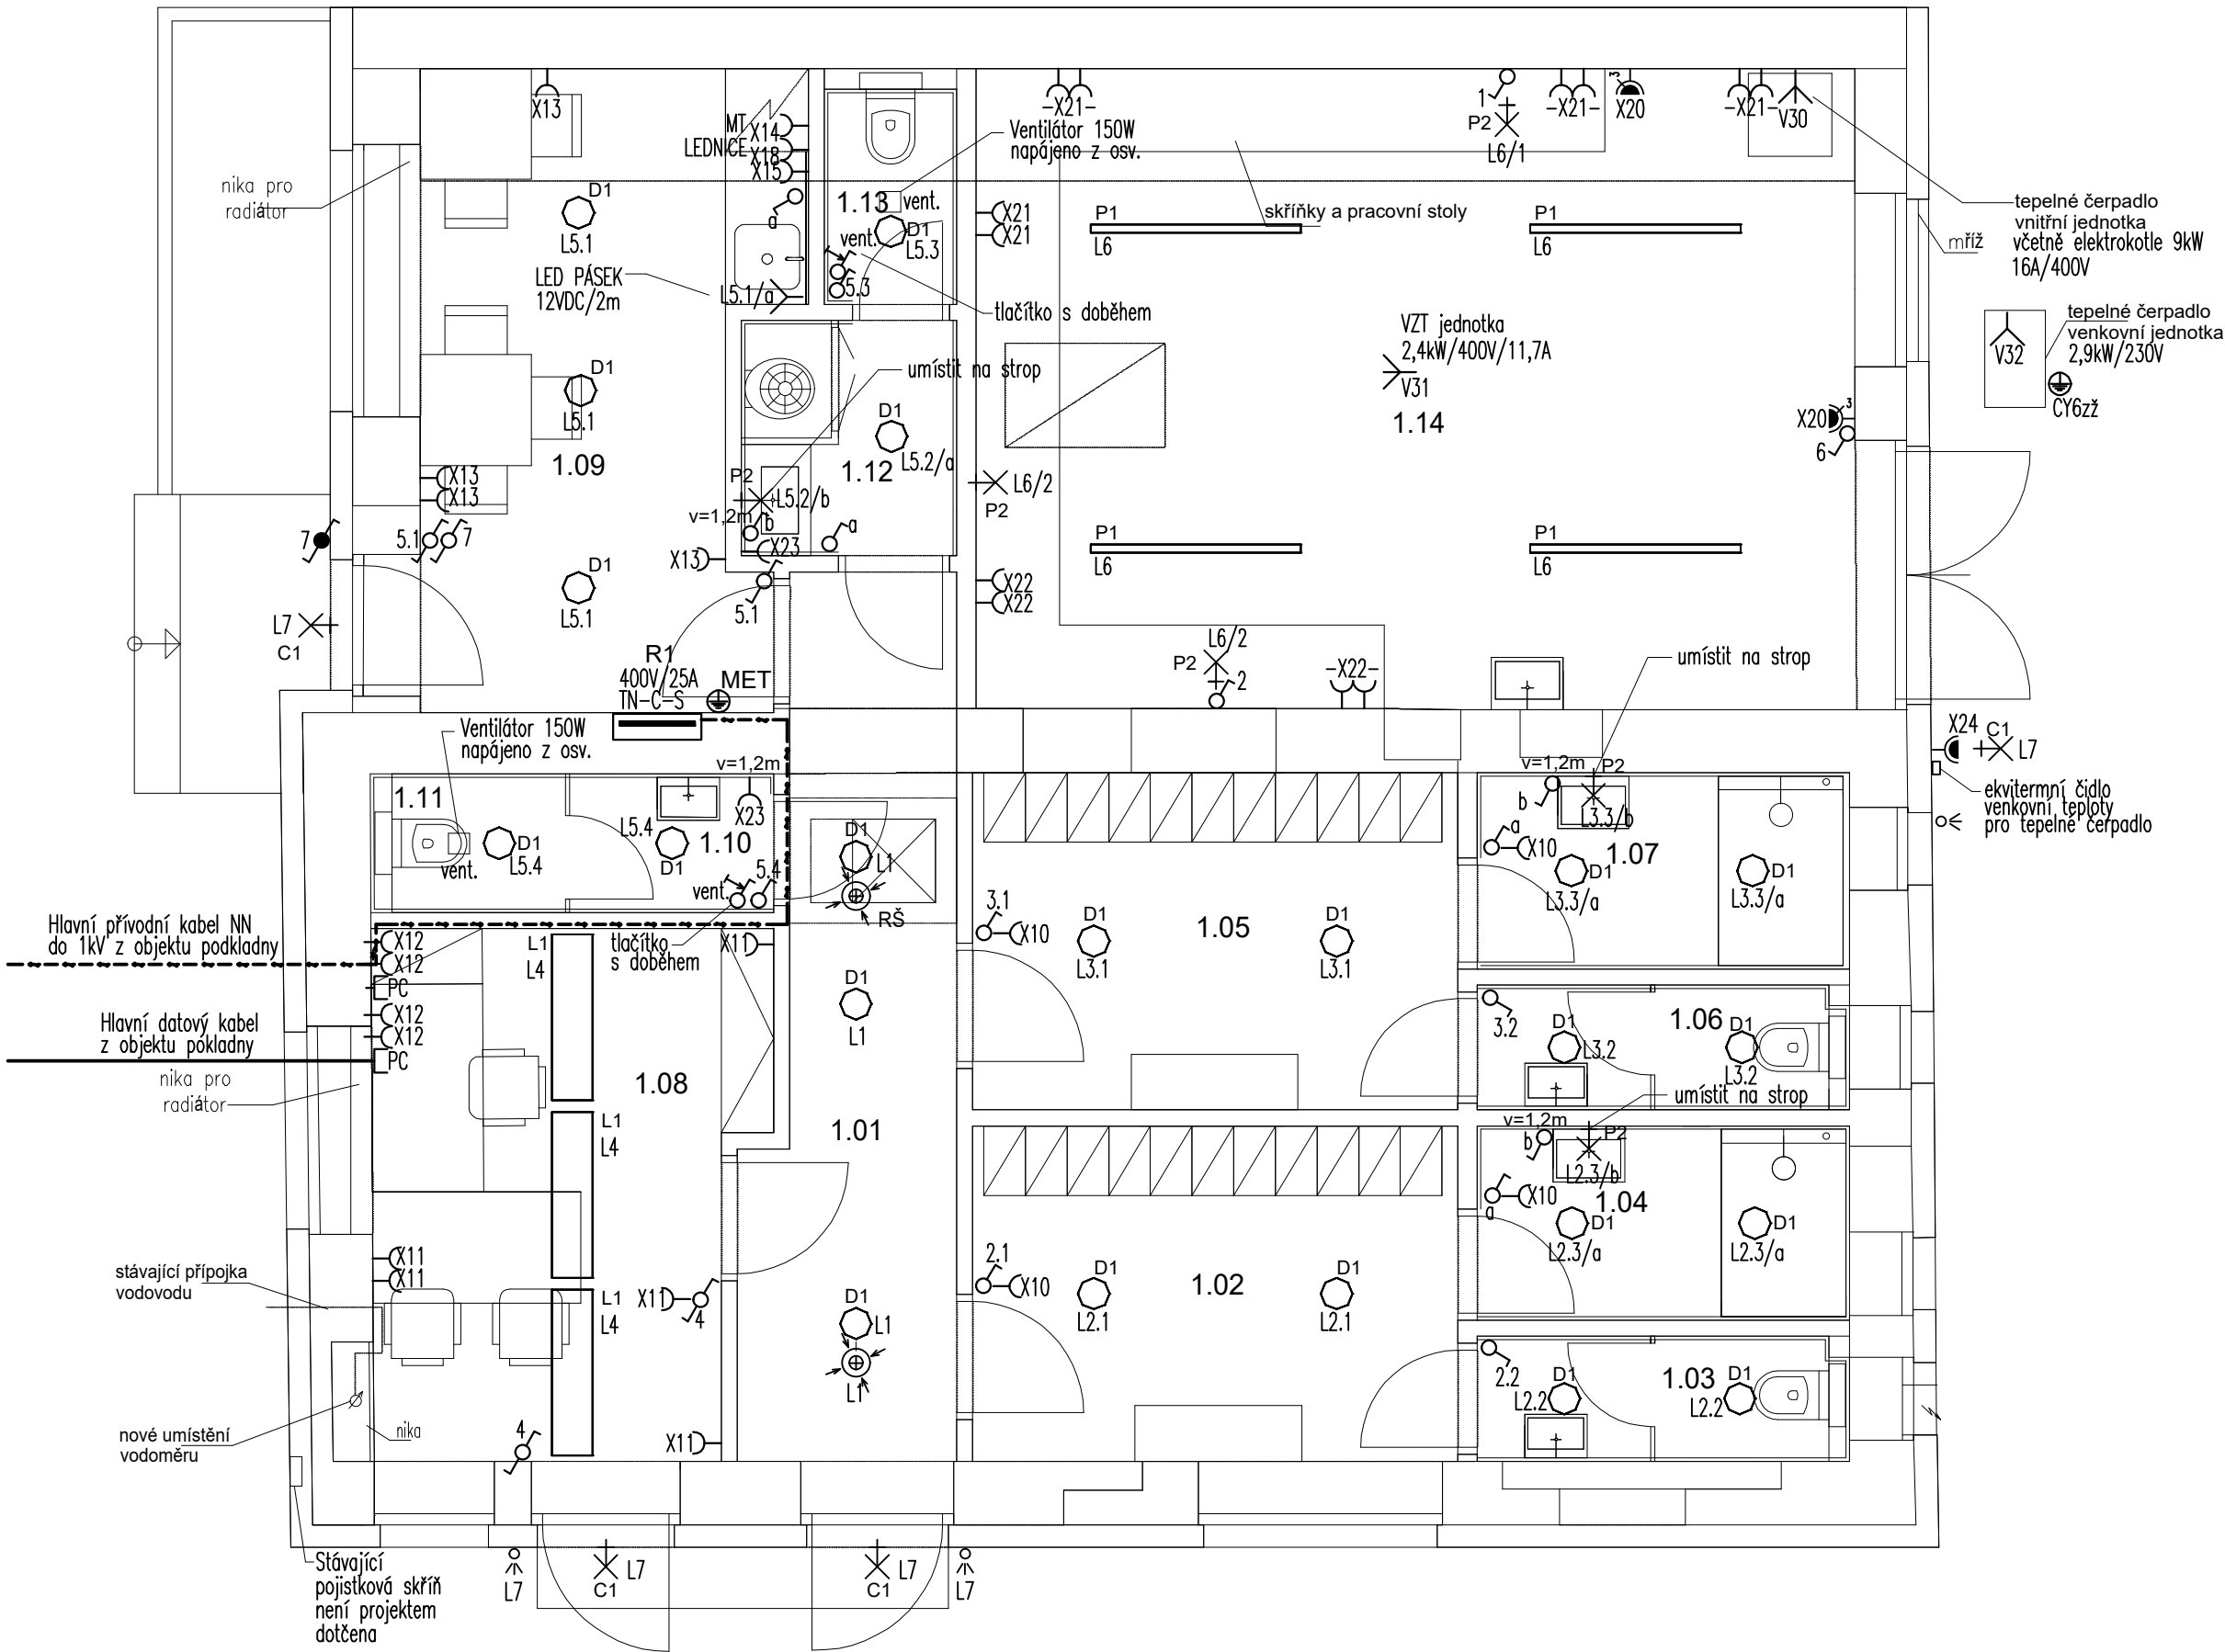 X13
MT
X14
LEDNICE
X18
X15
a
Ventilátor 150W
napájeno z osv.
1.13
vent.
D1
L5.3
vent.
5.3
tlačítko s doběhem
nika pro
radiátor
D1
L5.1
LED PÁSEK
12VDC/2m
L5.1/a
-X21-
1
P2
L6/1
-X21-
3
X20
-X21-
V30
X21
X21
skříňky a pracovní stoly
P1
L6
P1
L6
tepelné čerpadlo
vnitřní jednotka
včetně elektrokotle 9kW
16A/400V
mříž
tepelné čerpadlo
venkovní jednotka
2,9kW/230V
V32
CY6zž
VZT jednotka
2,4kW/400V/11,7A
V31
1.14
umístit na strop
D1
L5.1
1.09
D1
L5.2/a
1.12
P2
L5.2/b
v=1,2m
b
a
X23
X13
X13
X13
7
5.1
7
L6/2
P2
3
X20
6
P1
L6
P1
L6
D1
L5.1
5.1
X22
X22
L7
C1
R1
400V/25A
TN-C-S
MET
L6/2
P2
2
-X22-
umístit na strop
Ventilátor 150W
napájeno z osv.
v=1,2m
1.11
D1
L5.4
vent.
L5.4
D1
1.10
X23
5.4
vent.
tlačítko
s doběhem
D1
L1
RŠ
v=1,2m
P2
b
L3.3/b
a
X10
1.07
D1
L3.3/a
D1
L3.3/a
X24
C1
L7
ekvitermní čidlo
venkovní teploty
pro tepelné čerpadlo
Hlavní přívodní kabel NN
do 1kV z objektu podkladny
X12
X12
PC
X12
X12
PC
Hlavní datový kabel
z objektu pokladny
nika pro
radiátor
L1
L4
X11
3.1
X10
D1
L3.1
1.05
D1
L3.1
D1
L1
3.2
D1
L3.2
1.06
D1
L3.2
umístit na strop
1.08
L1
L4
1.01
v=1,2m
P2
b
L2.3/b
a
X10
1.04
D1
L2.3/a
D1
L2.3/a
X11
X11
L1
L4
X11
4
2.1
X10
D1
L2.1
1.02
D1
L2.1
D1
L1
L1
stávající přípojka
vodovodu
2.2
D1
L2.2
1.03
D1
L2.2
nové umístění
vodoměru
nika
4
X11
Stávající
pojistková skříň
není projektem
dotčena
L7
C1
L7
C1
L7
L7